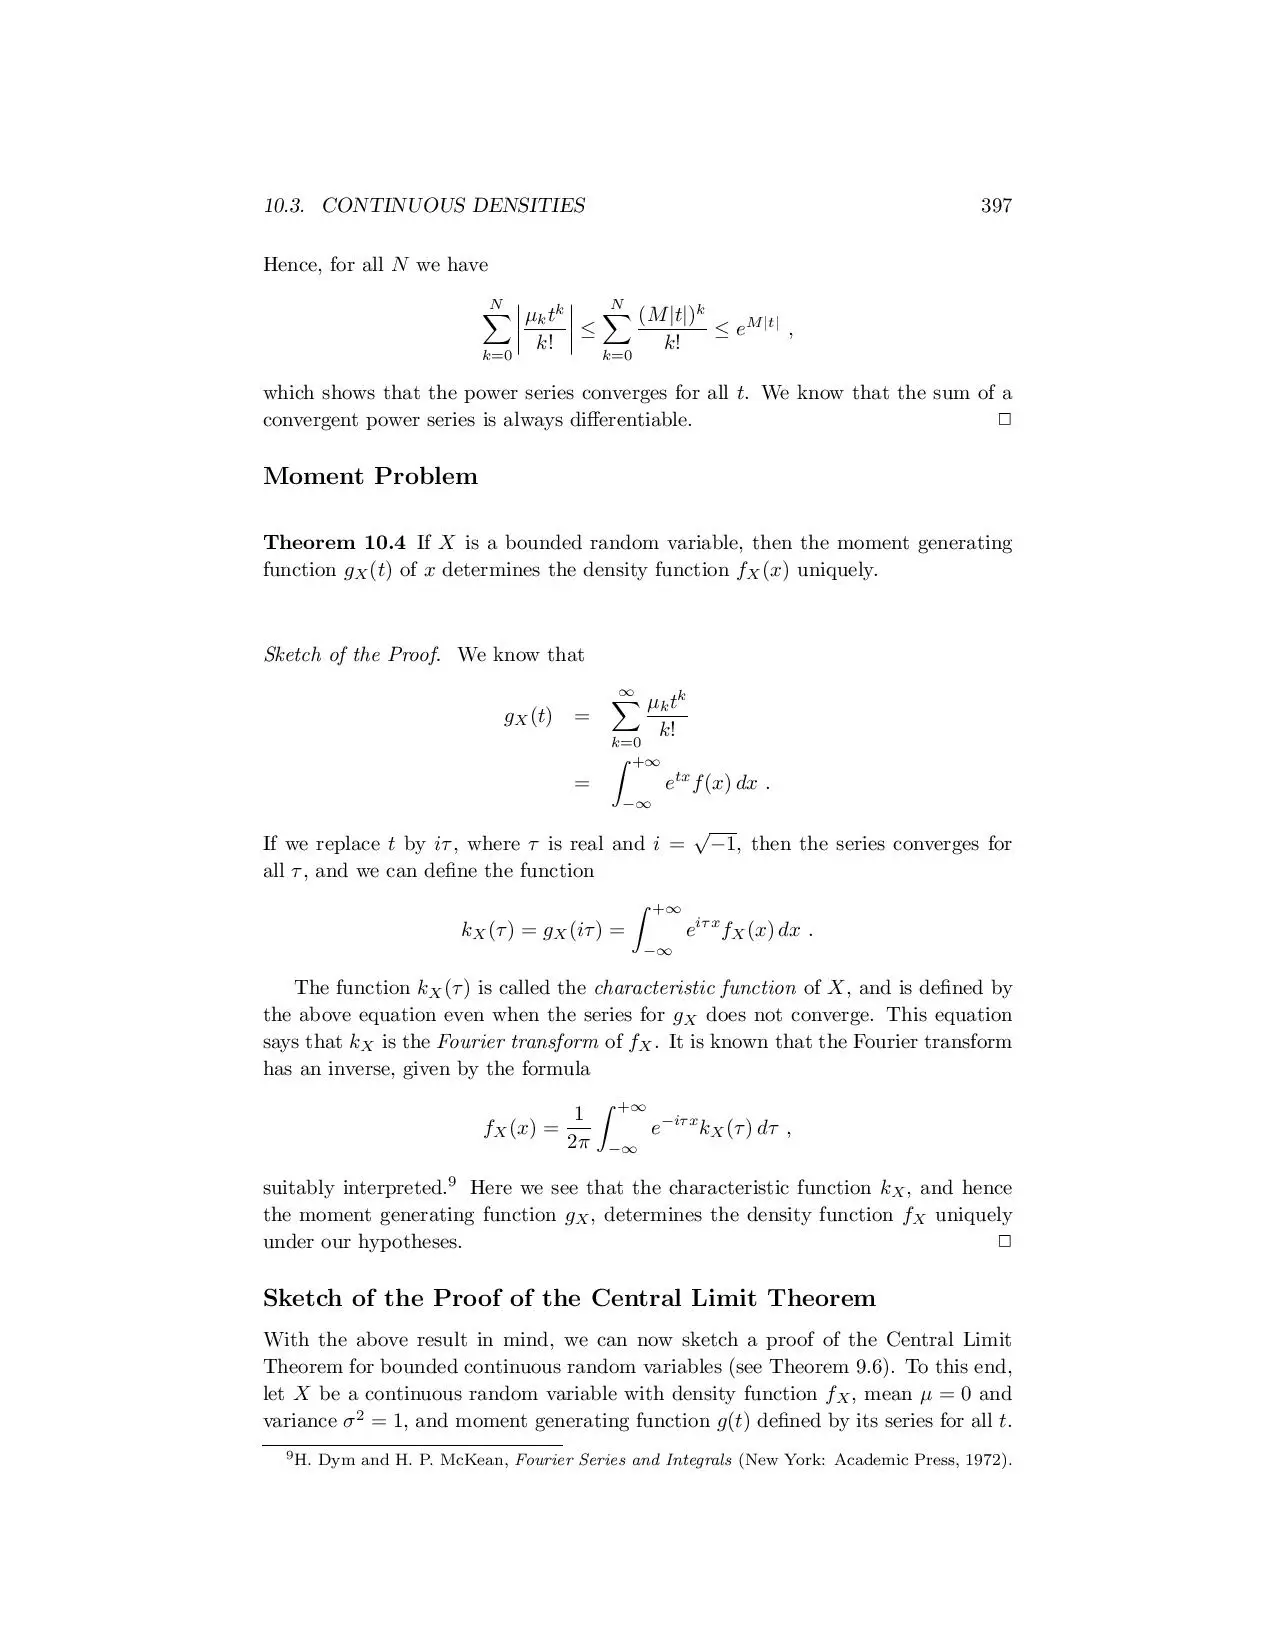 10.3. CONTINUOUS DENSITIES 397
Hence, for all N we have
$$\sum_{k=0}^{N} \left| \frac{\mu_k t^k}{k!} \right| \le \sum_{k=0}^{N} \frac{(M|t|)^k}{k!} \le e^{M|t|} ,$$
which shows that the power series converges for all t. We know that the sum of a
convergent power series is always differentiable. □
Moment Problem
Theorem 10.4 If X is a bounded random variable, then the moment generating
function $g_X(t)$ of x determines the density function $f_X(x)$ uniquely.
Sketch of the Proof. We know that
$$g_X(t) = \sum_{k=0}^{\infty} \frac{\mu_k t^k}{k!}$$
$$= \int_{-\infty}^{+\infty} e^{tx} f(x)\, dx .$$
If we replace t by $i\tau$, where $\tau$ is real and $i = \sqrt{-1}$, then the series converges for
all $\tau$, and we can define the function
$$k_X(\tau) = g_X(i\tau) = \int_{-\infty}^{+\infty} e^{i\tau x} f_X(x)\, dx .$$
The function $k_X(\tau)$ is called the characteristic function of X, and is defined by
the above equation even when the series for $g_X$ does not converge. This equation
says that $k_X$ is the Fourier transform of $f_X$. It is known that the Fourier transform
has an inverse, given by the formula
$$f_X(x) = \frac{1}{2\pi} \int_{-\infty}^{+\infty} e^{-i\tau x} k_X(\tau)\, d\tau ,$$
suitably interpreted.⁹ Here we see that the characteristic function $k_X$, and hence
the moment generating function $g_X$, determines the density function $f_X$ uniquely
under our hypotheses. □
Sketch of the Proof of the Central Limit Theorem
With the above result in mind, we can now sketch a proof of the Central Limit
Theorem for bounded continuous random variables (see Theorem 9.6). To this end,
let X be a continuous random variable with density function $f_X$, mean $\mu = 0$ and
variance $\sigma^2 = 1$, and moment generating function g(t) defined by its series for all t.
⁹H. Dym and H. P. McKean, Fourier Series and Integrals (New York: Academic Press, 1972).